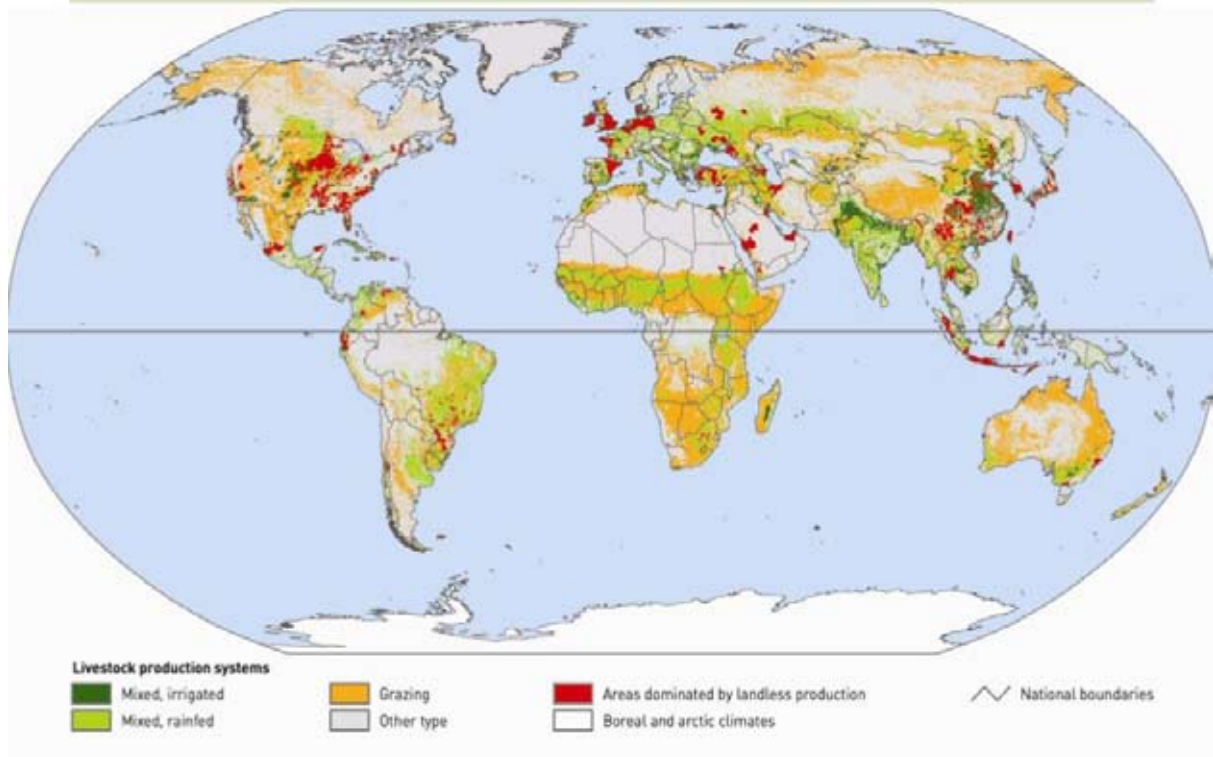 Livestock production systems
Mixed, irrigated
Grazing
Areas dominated by landless production
National boundaries
Mixed, rainfed
Other type
Boreal and arctic climates